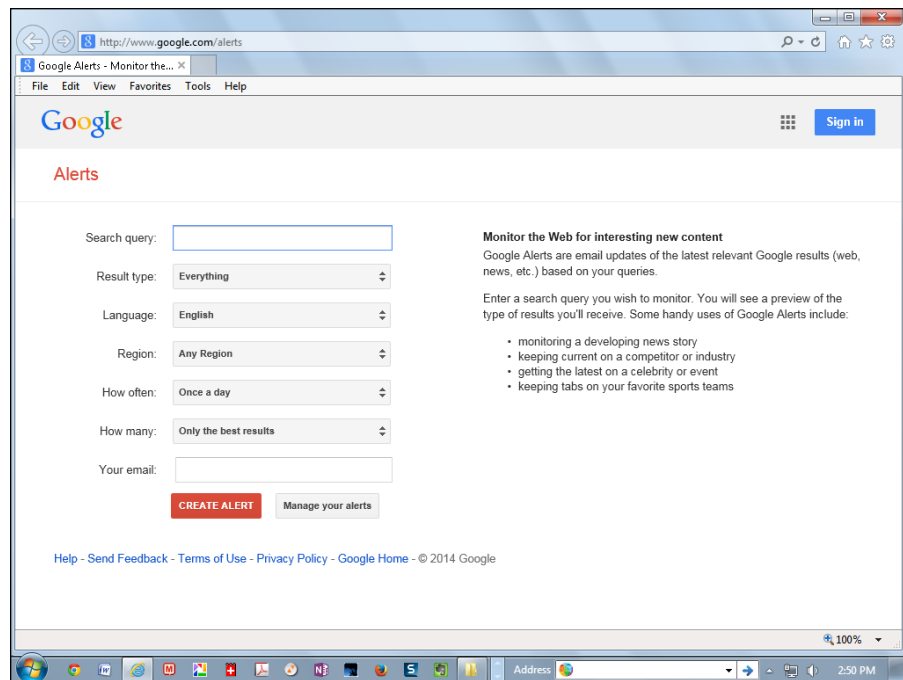 http://www.google.com/alerts
Google Alerts - Monitor the...
File Edit View Favorites Tools Help
Google
Sign in
Alerts
Search query:
Result type: Everything
Language: English
Region: Any Region
How often: Once a day
How many: Only the best results
Your email:
CREATE ALERT Manage your alerts
Monitor the Web for interesting new content
Google Alerts are email updates of the latest relevant Google results (web,
news, etc.) based on your queries.
Enter a search query you wish to monitor. You will see a preview of the
type of results you'll receive. Some handy uses of Google Alerts include:
• monitoring a developing news story
• keeping current on a competitor or industry
• getting the latest on a celebrity or event
• keeping tabs on your favorite sports teams
Help - Send Feedback - Terms of Use - Privacy Policy - Google Home - © 2014 Google
100%
Address
2:50 PM